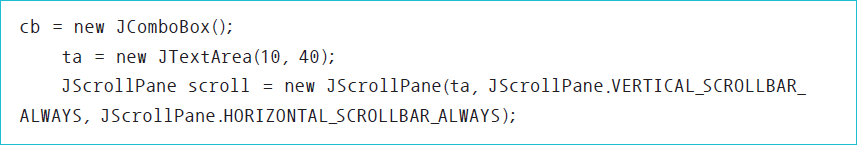 cb = new JComboBox();
    ta = new JTextArea(10, 40);
    JScrollPane scroll = new JScrollPane(ta, JScrollPane.VERTICAL_SCROLLBAR_
ALWAYS, JScrollPane.HORIZONTAL_SCROLLBAR_ALWAYS);